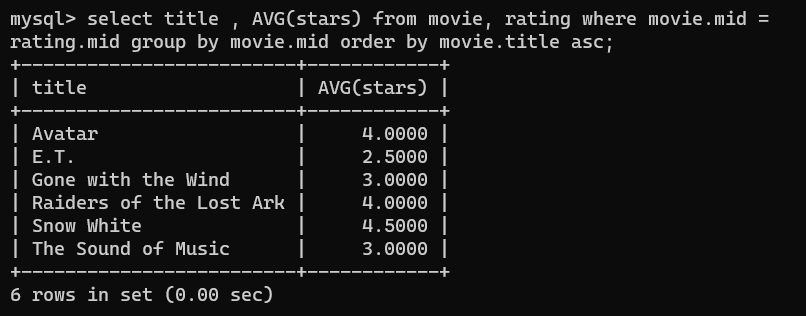 mysql> select title , AVG(stars) from movie, rating where movie.mid =
rating.mid group by movie.mid order by movie.title asc;
+-------------------------+------------+
| title                   | AVG(stars) |
+-------------------------+------------+
| Avatar                  |     4.0000 |
| E.T.                    |     2.5000 |
| Gone with the Wind      |     3.0000 |
| Raiders of the Lost Ark |     4.0000 |
| Snow White              |     4.5000 |
| The Sound of Music      |     3.0000 |
+-------------------------+------------+
6 rows in set (0.00 sec)